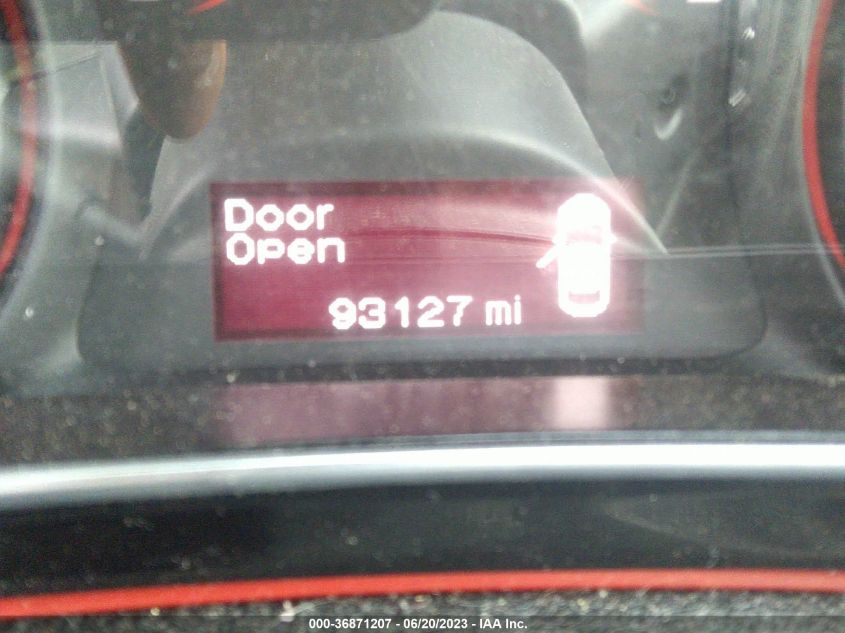 Door
Open
93127 mi
000-36871207 - 06/20/2023 - IAA Inc.